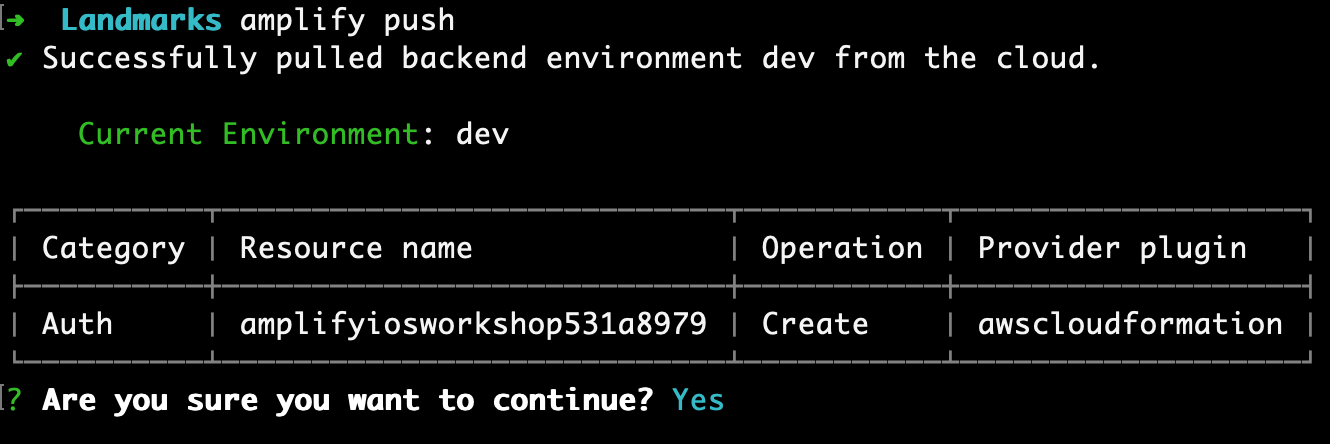 ➜ Landmarks amplify push
✔ Successfully pulled backend environment dev from the cloud.
Current Environment: dev
| Category | Resource name | Operation | Provider plugin |
| Auth | amplifyiosworkshop531a8979 | Create | awscloudformation |
? Are you sure you want to continue? Yes